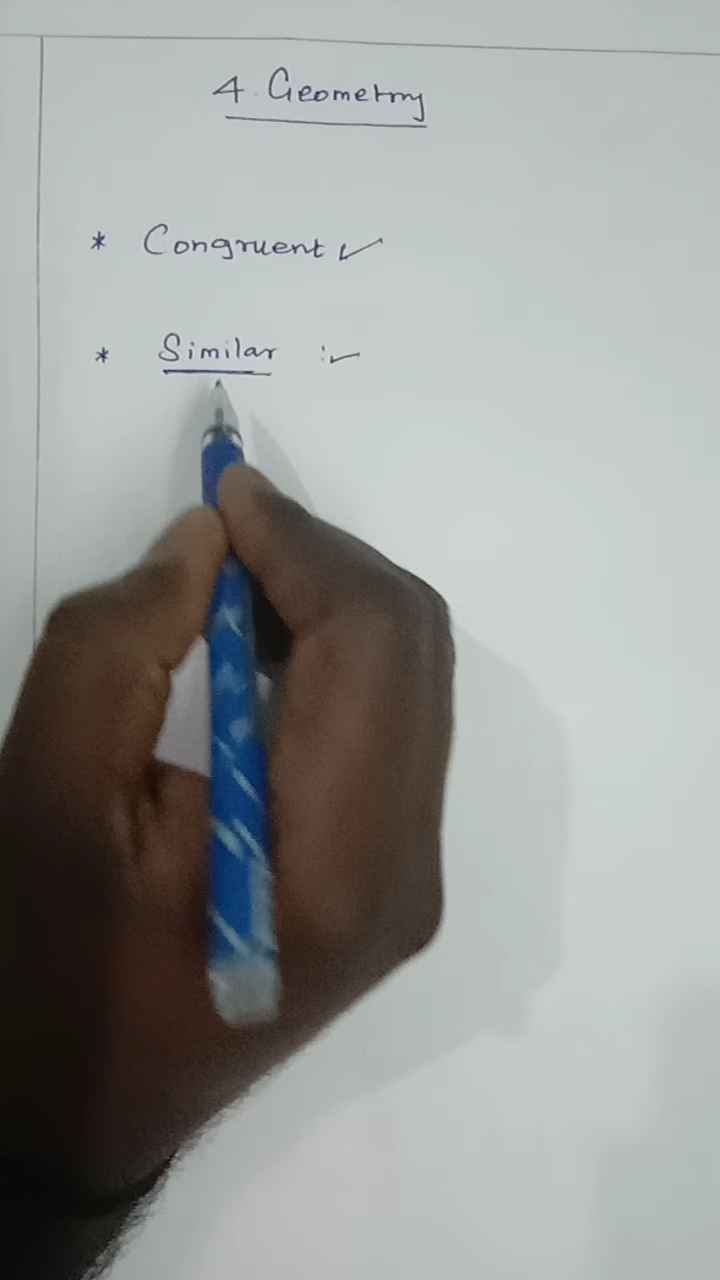 4. Geometry
* Congruent ✓
* Similar :✓